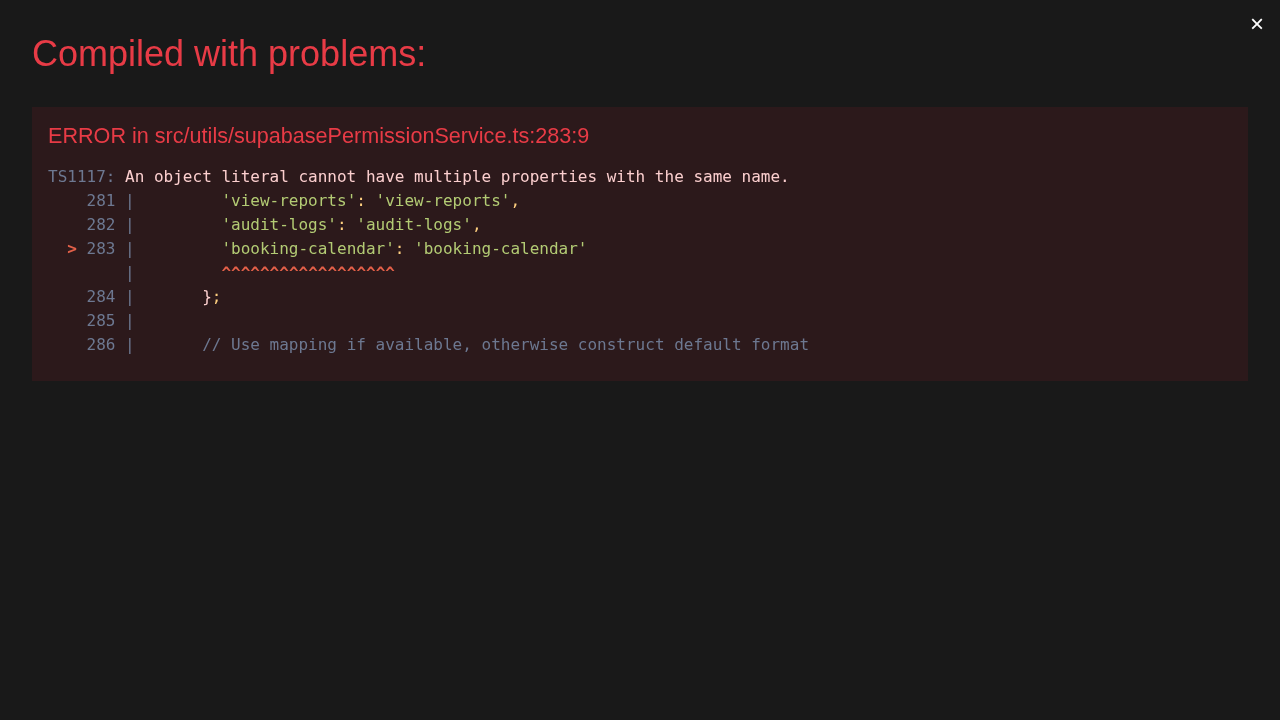 ✕
Compiled with problems:
ERROR in src/utils/supabasePermissionService.ts:283:9
TS1117: An object literal cannot have multiple properties with the same name.
    281 |         'view-reports': 'view-reports',
    282 |         'audit-logs': 'audit-logs',
  > 283 |         'booking-calendar': 'booking-calendar'
        |         ^^^^^^^^^^^^^^^^^^
    284 |       };
    285 |
    286 |       // Use mapping if available, otherwise construct default format